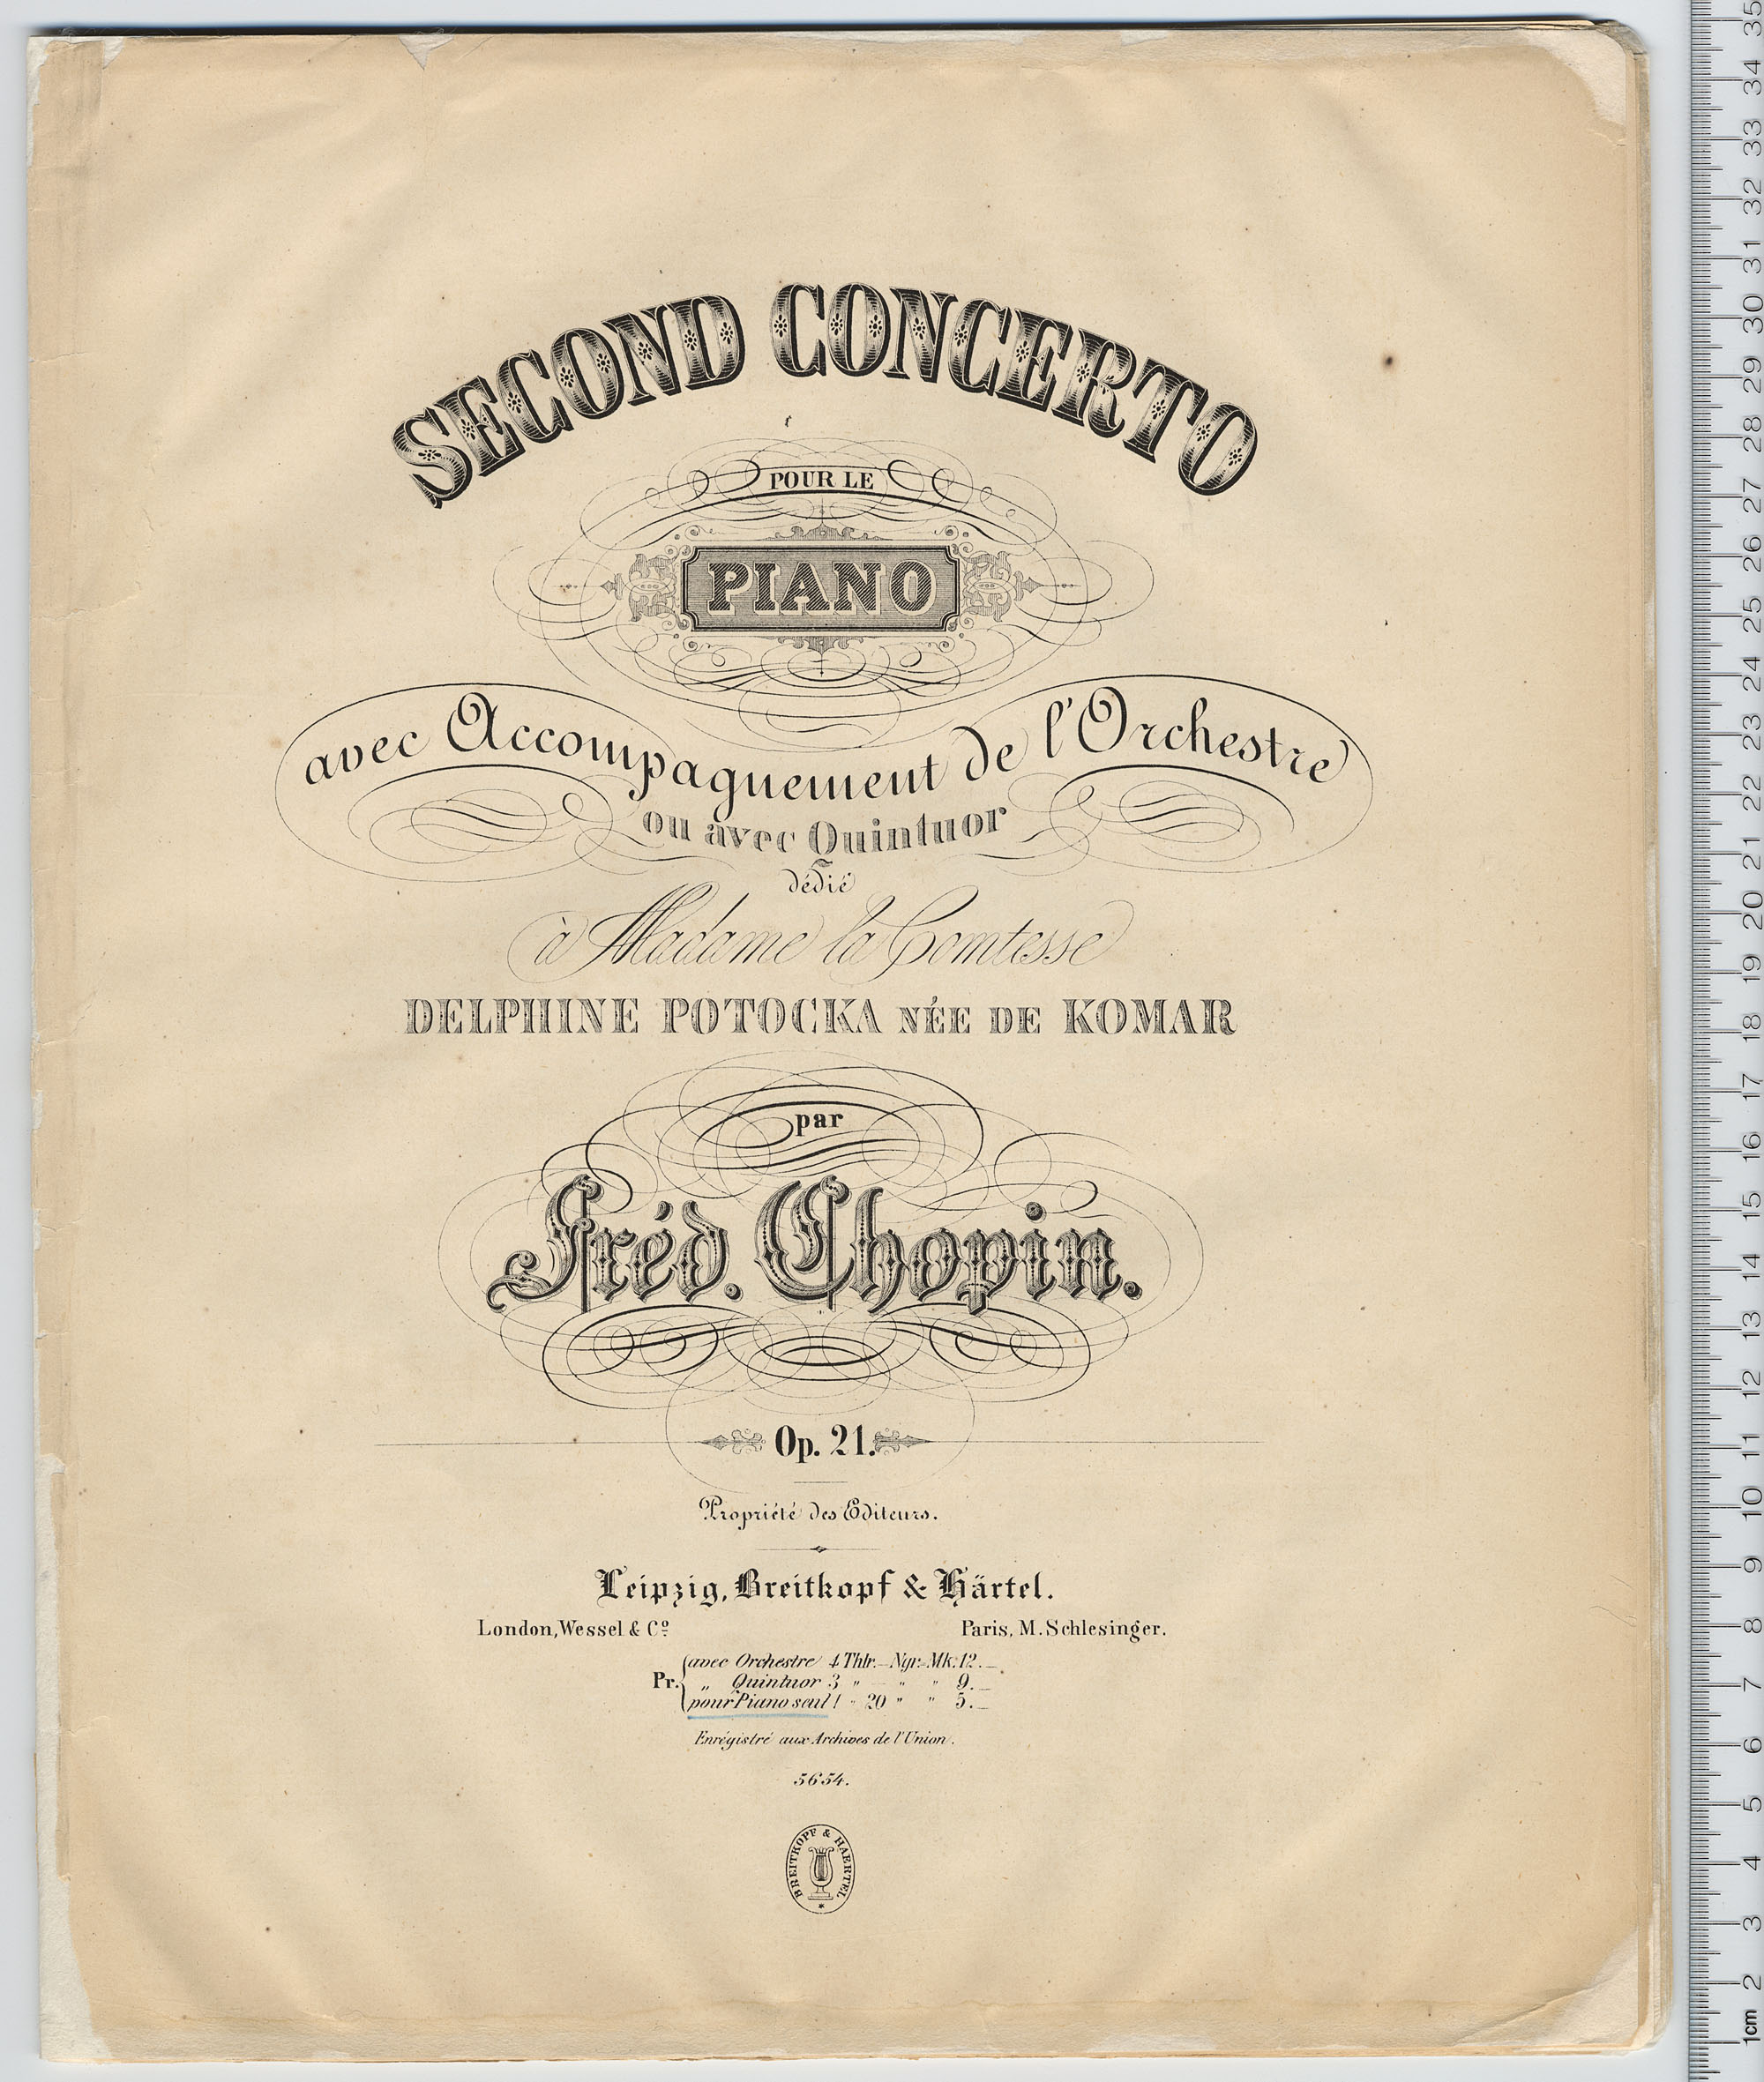 SECOND CONCERTO
POUR LE
PIANO
avec Accompagnement de l'Orchestre
ou avec Quintuor
dédié
à Madame la Comtesse
DELPHINE POTOCKA NÉE DE KOMAR
par
Fréd. Chopin.
Op. 21.
Propriété des Editeurs.
Leipzig, Breitkopf & Härtel.
London, Wessel & Co.
Paris, M. Schlesinger.
Pr. avec Orchestre 4 Thlr. – Ngr. – Mk. 12. –
„ Quintuor 3 " – " " 9. –
pour Piano seul 1 " 20 " " 5. –
Enrégistré aux Archives de l'Union.
5654.
BREITKOPF & HAERTEL
35
34
33
32
31
30
29
28
27
26
25
24
23
22
21
20
19
18
17
16
15
14
13
12
11
10
9
8
7
6
5
4
3
2
1cm